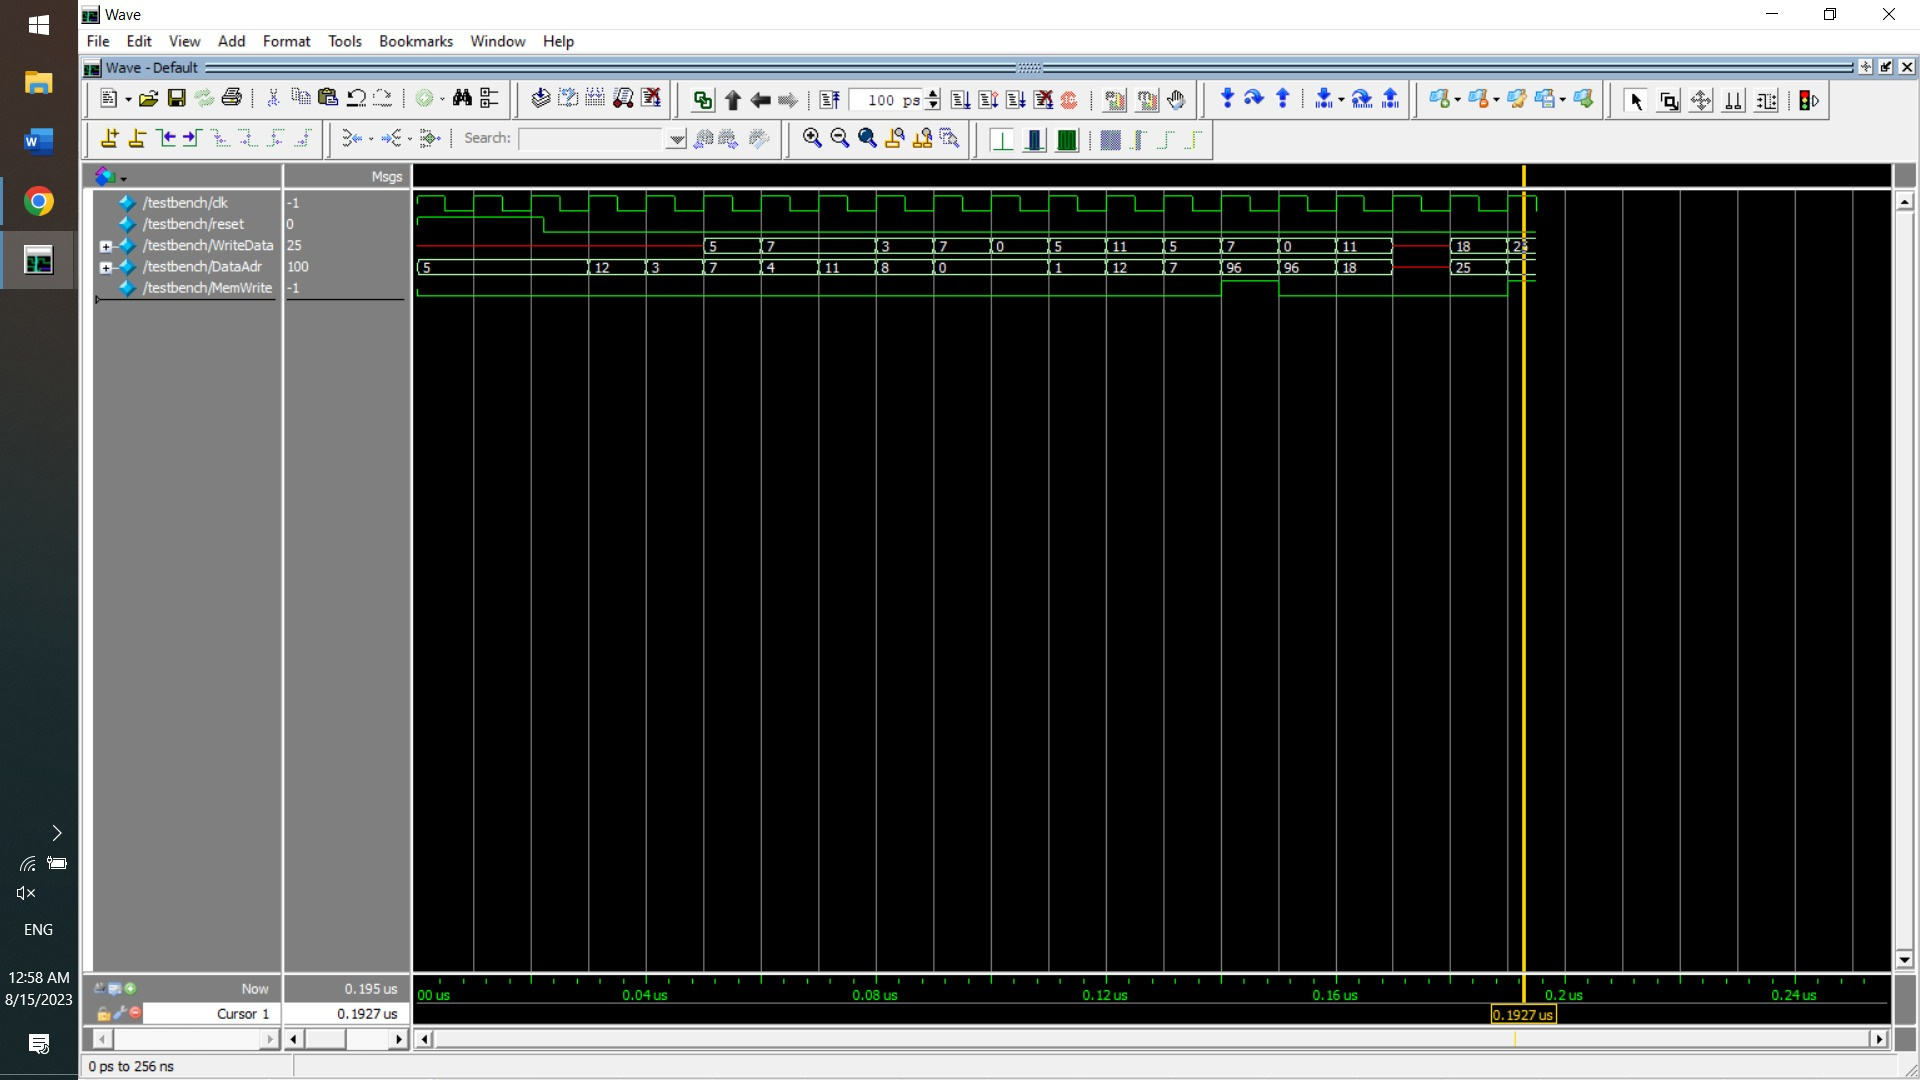 Wave
File Edit View Add Format Tools Bookmarks Window Help
Wave - Default
100 ps
Search:
Msgs
/testbench/clk -1
/testbench/reset 0
/testbench/WriteData 25 5 7 3 7 0 5 11 5 7 0 11 18
/testbench/DataAdr 100 5 12 3 7 4 11 8 0 1 12 7 96 96 18 25
/testbench/MemWrite -1
Now 0.195 us 00 us 0.04 us 0.08 us 0.12 us 0.16 us 0.2 us 0.24 us
Cursor 1 0.1927 us 0.1927 us
0 ps to 256 ns
ENG
12:58 AM
8/15/2023